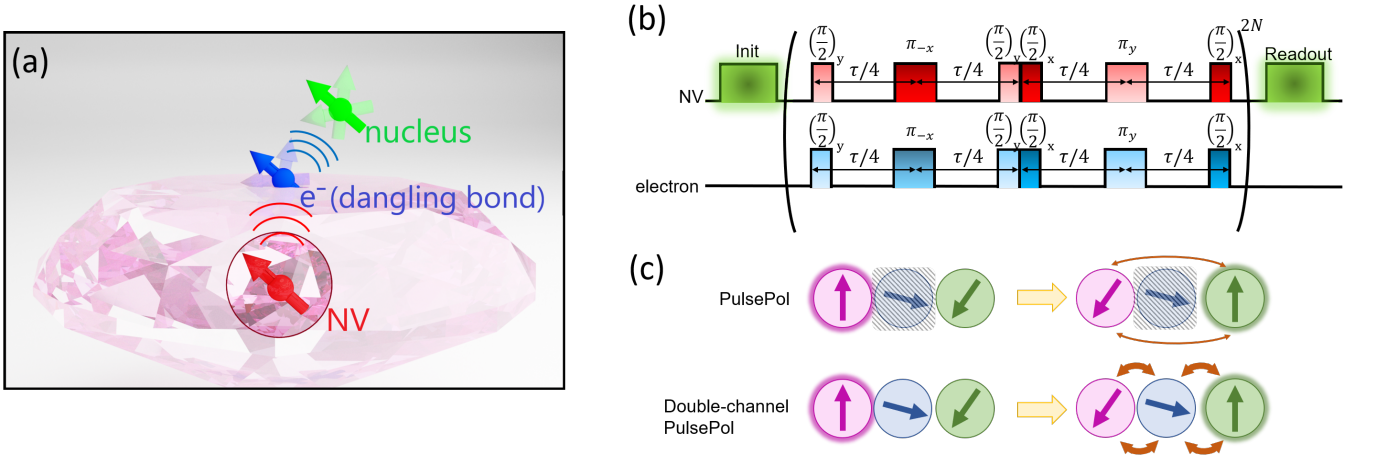 (a)
nucleus
e⁻(dangling bond)
NV
(b)
Init
(π/2)y π₋ₓ (π/2)y (π/2)x πy (π/2)x 2N
Readout
τ/4 τ/4 τ/4 τ/4
NV
(π/2)y π₋ₓ (π/2)y (π/2)x πy (π/2)x
τ/4 τ/4 τ/4 τ/4
electron
(c)
PulsePol
Double-channel
PulsePol